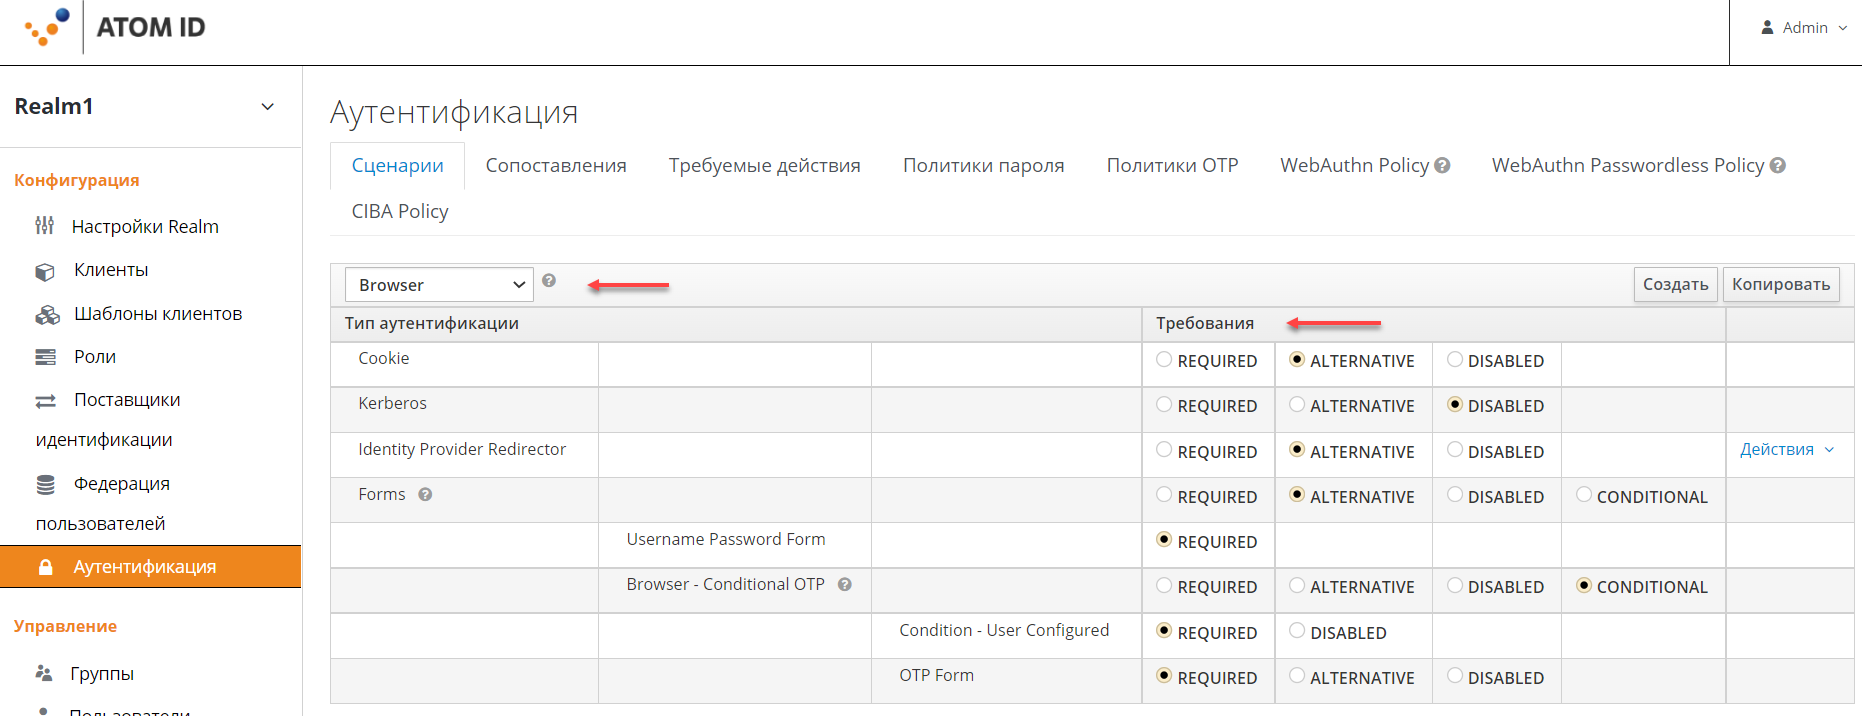 ATOM ID
Admin
Realm1
Конфигурация
Настройки Realm
Клиенты
Шаблоны клиентов
Роли
Поставщики
идентификации
Федерация
пользователей
Аутентификация
Управление
Группы
Пользователи
Аутентификация
Сценарии Сопоставления Требуемые действия Политики пароля Политики OTP WebAuthn Policy WebAuthn Passwordless Policy
CIBA Policy
Browser Создать Копировать
Тип аутентификации Требования
Cookie REQUIRED ALTERNATIVE DISABLED
Kerberos REQUIRED ALTERNATIVE DISABLED
Identity Provider Redirector REQUIRED ALTERNATIVE DISABLED Действия
Forms REQUIRED ALTERNATIVE DISABLED CONDITIONAL
Username Password Form REQUIRED
Browser - Conditional OTP REQUIRED ALTERNATIVE DISABLED CONDITIONAL
Condition - User Configured REQUIRED DISABLED
OTP Form REQUIRED ALTERNATIVE DISABLED